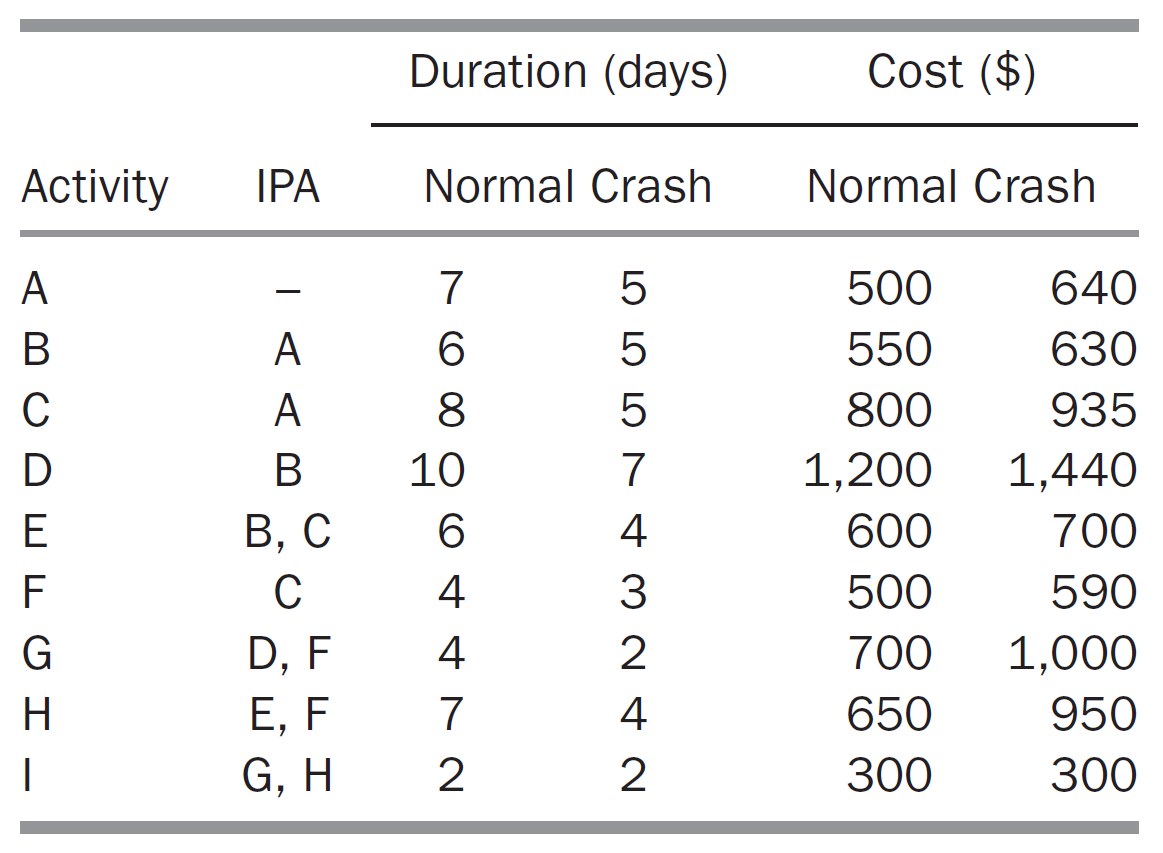 Duration (days) Cost ($)
Activity IPA Normal Crash Normal Crash
A – 7 5 500 640
B A 6 5 550 630
C A 8 5 800 935
D B 10 7 1,200 1,440
E B, C 6 4 600 700
F C 4 3 500 590
G D, F 4 2 700 1,000
H E, F 7 4 650 950
I G, H 2 2 300 300